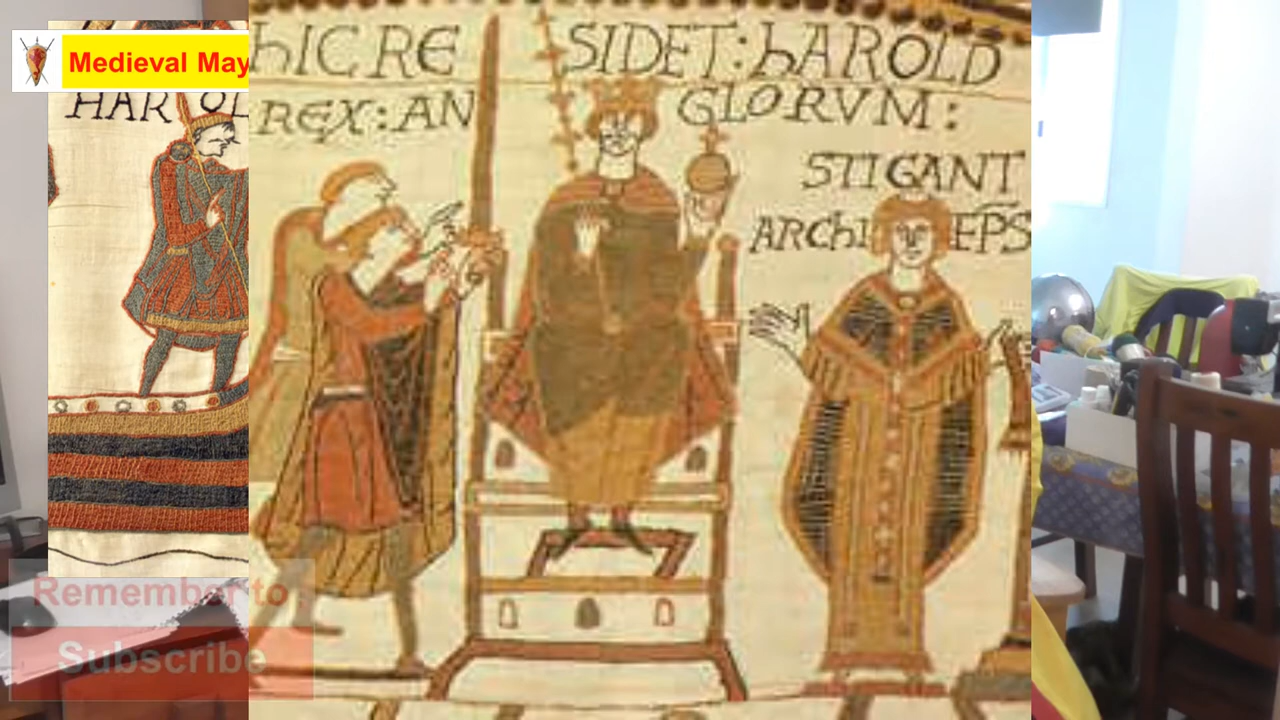 Medieval May
HAROL
hIC RE SIDET: hAROLD
REX: AN GLORVM:
STIGANT
ARChI EPS
Remember to
Subscribe